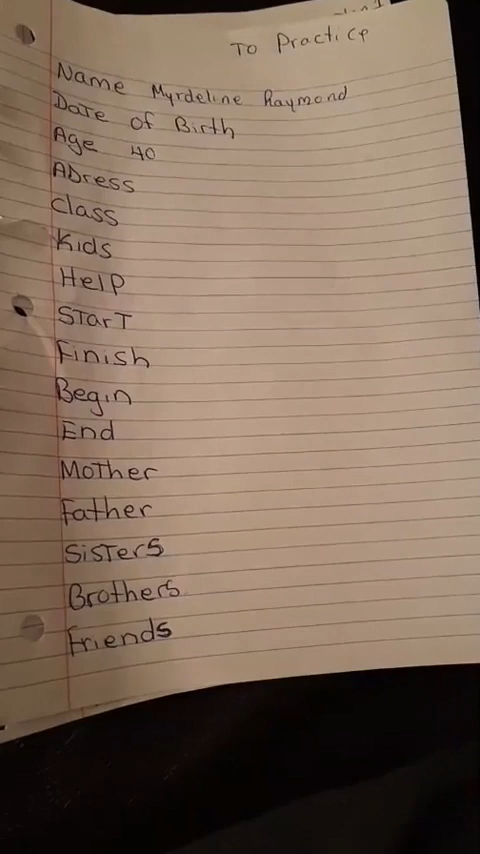 To Practice
Name Myrdeline Raymond
Date of Birth
Age 40
ADress
Class
Kids
Help
START
Finish
Begin
End
Mother
Father
Sisters
Brothers
Friends